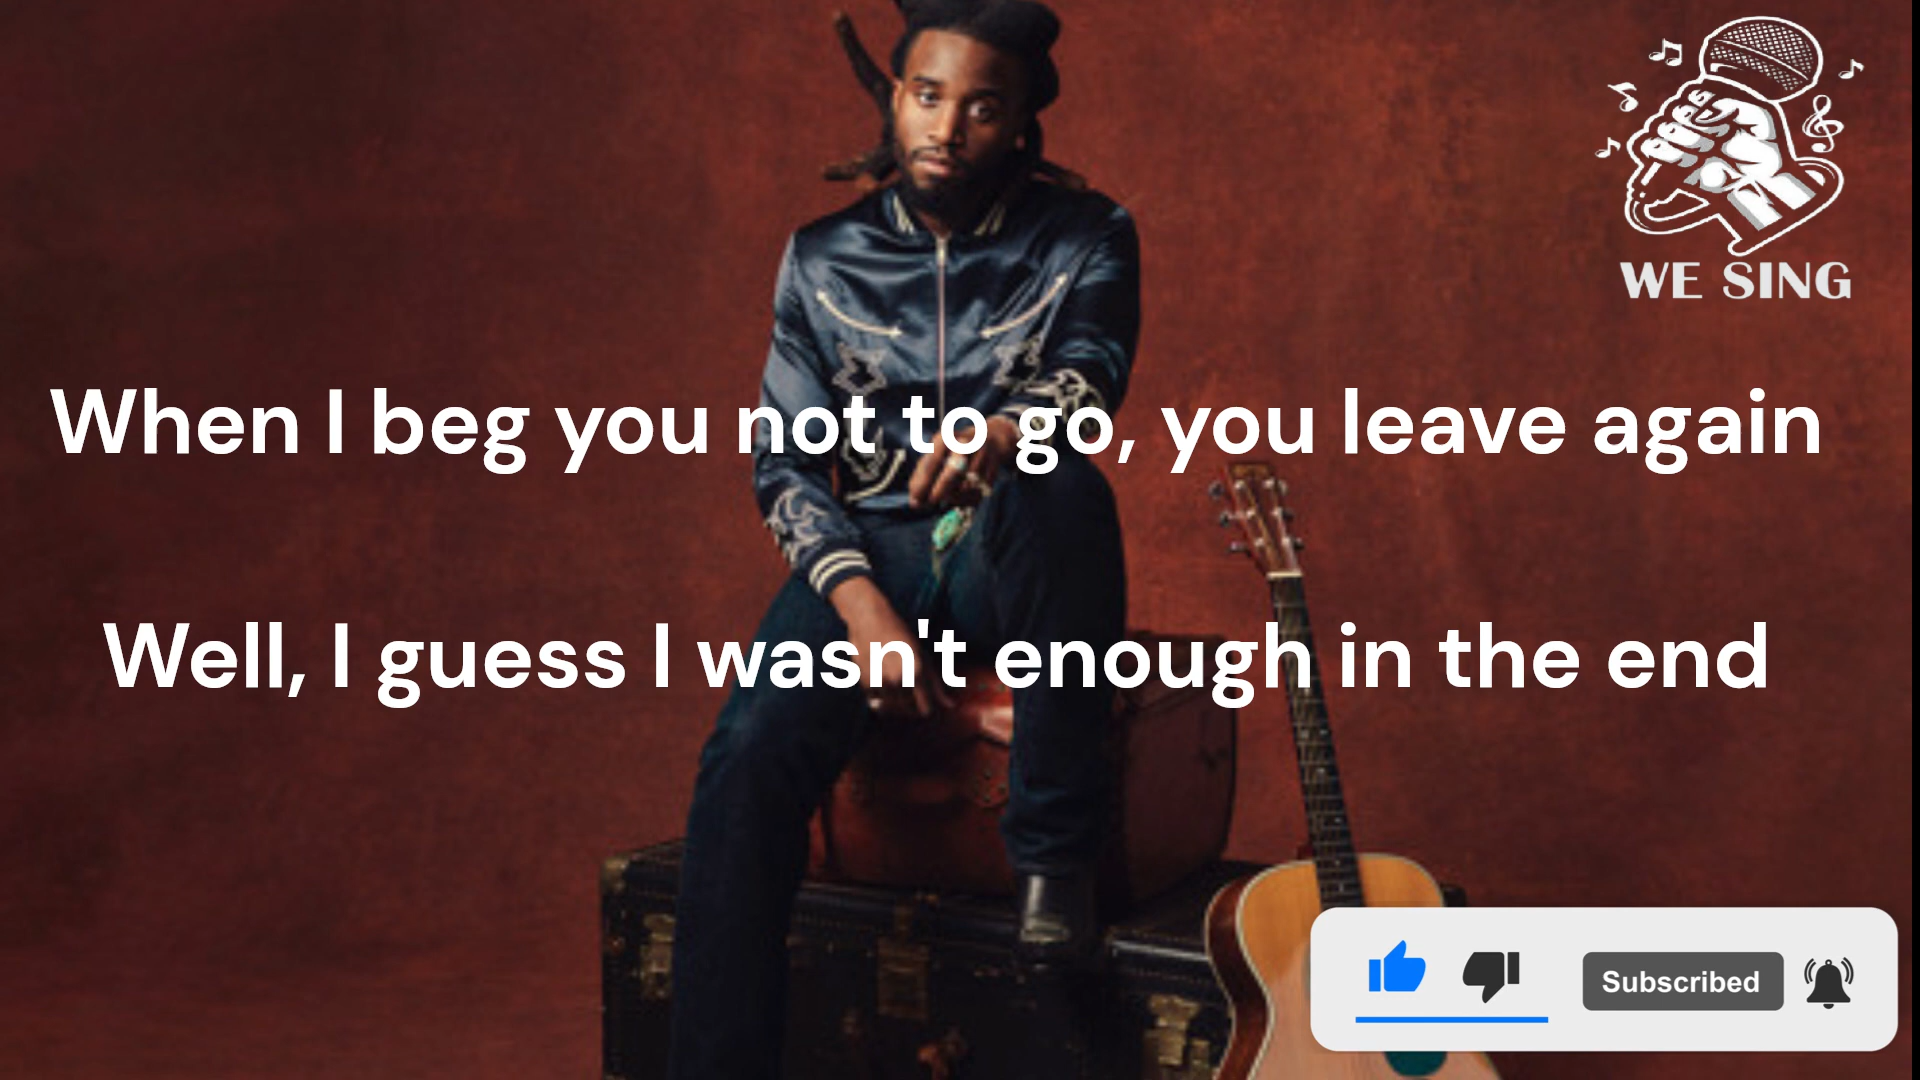 WE SING
When I beg you not to go, you leave again
Well, I guess I wasn't enough in the end
Subscribed